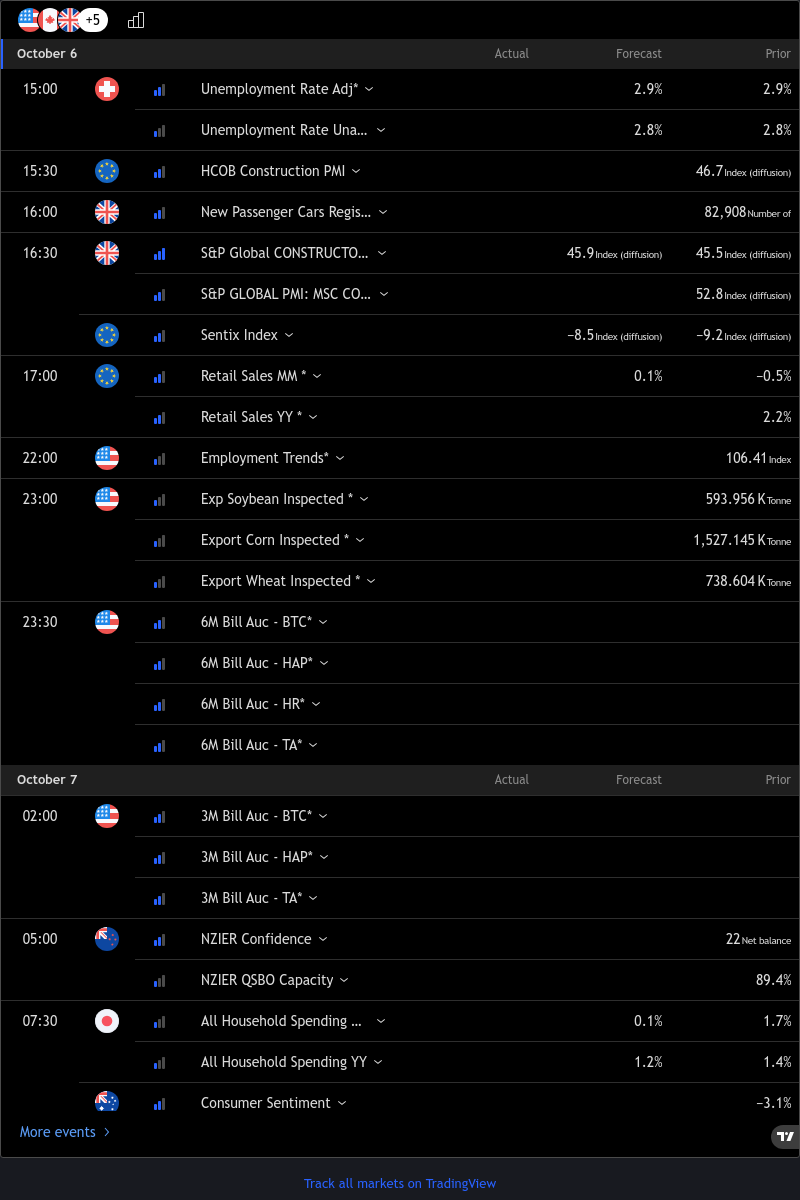 +5
October 6 Actual Forecast Prior
15:00 Unemployment Rate Adj* 2.9% 2.9%
Unemployment Rate Una... 2.8% 2.8%
15:30 HCOB Construction PMI 46.7 Index (diffusion)
16:00 New Passenger Cars Regis... 82,908 Number of
16:30 S&P Global CONSTRUCTO... 45.9 Index (diffusion) 45.5 Index (diffusion)
S&P GLOBAL PMI: MSC CO... 52.8 Index (diffusion)
Sentix Index −8.5 Index (diffusion) −9.2 Index (diffusion)
17:00 Retail Sales MM * 0.1% −0.5%
Retail Sales YY * 2.2%
22:00 Employment Trends* 106.41 Index
23:00 Exp Soybean Inspected * 593.956 K Tonne
Export Corn Inspected * 1,527.145 K Tonne
Export Wheat Inspected * 738.604 K Tonne
23:30 6M Bill Auc - BTC*
6M Bill Auc - HAP*
6M Bill Auc - HR*
6M Bill Auc - TA*
October 7 Actual Forecast Prior
02:00 3M Bill Auc - BTC*
3M Bill Auc - HAP*
3M Bill Auc - TA*
05:00 NZIER Confidence 22 Net balance
NZIER QSBO Capacity 89.4%
07:30 All Household Spending ... 0.1% 1.7%
All Household Spending YY 1.2% 1.4%
Consumer Sentiment −3.1%
More events
Track all markets on TradingView